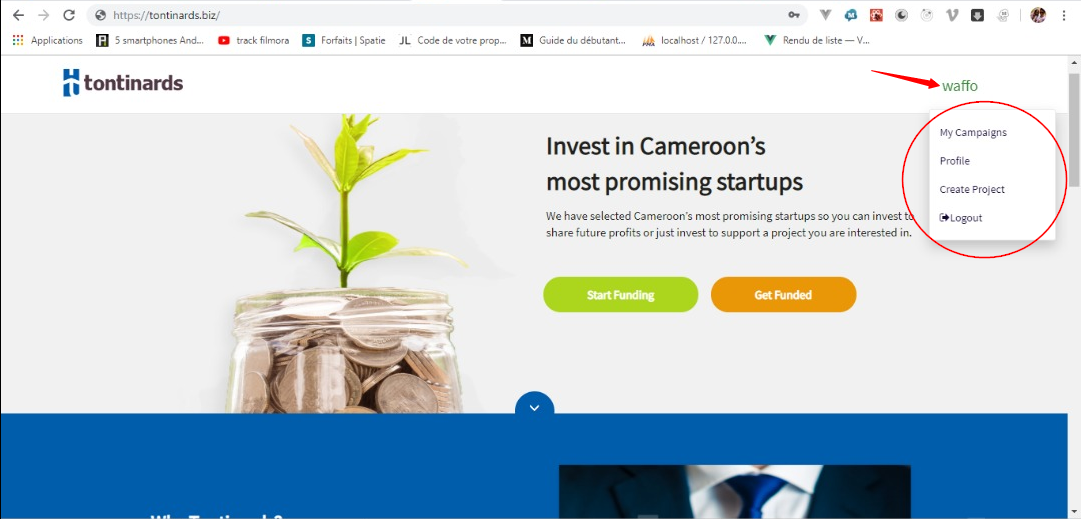 https://tontinards.biz/
Applications
5 smartphones And...
track filmora
S
Forfaits | Spatie
JL
Code de votre prop...
M
Guide du débutant...
PMA
localhost / 127.0.0....
Rendu de liste — V...
tontinards
waffo
My Campaigns
Profile
Create Project
Logout
Invest in Cameroon's
most promising startups
We have selected Cameroon's most promising startups so you can invest to
share future profits or just invest to support a project you are interested in.
Start Funding
Get Funded